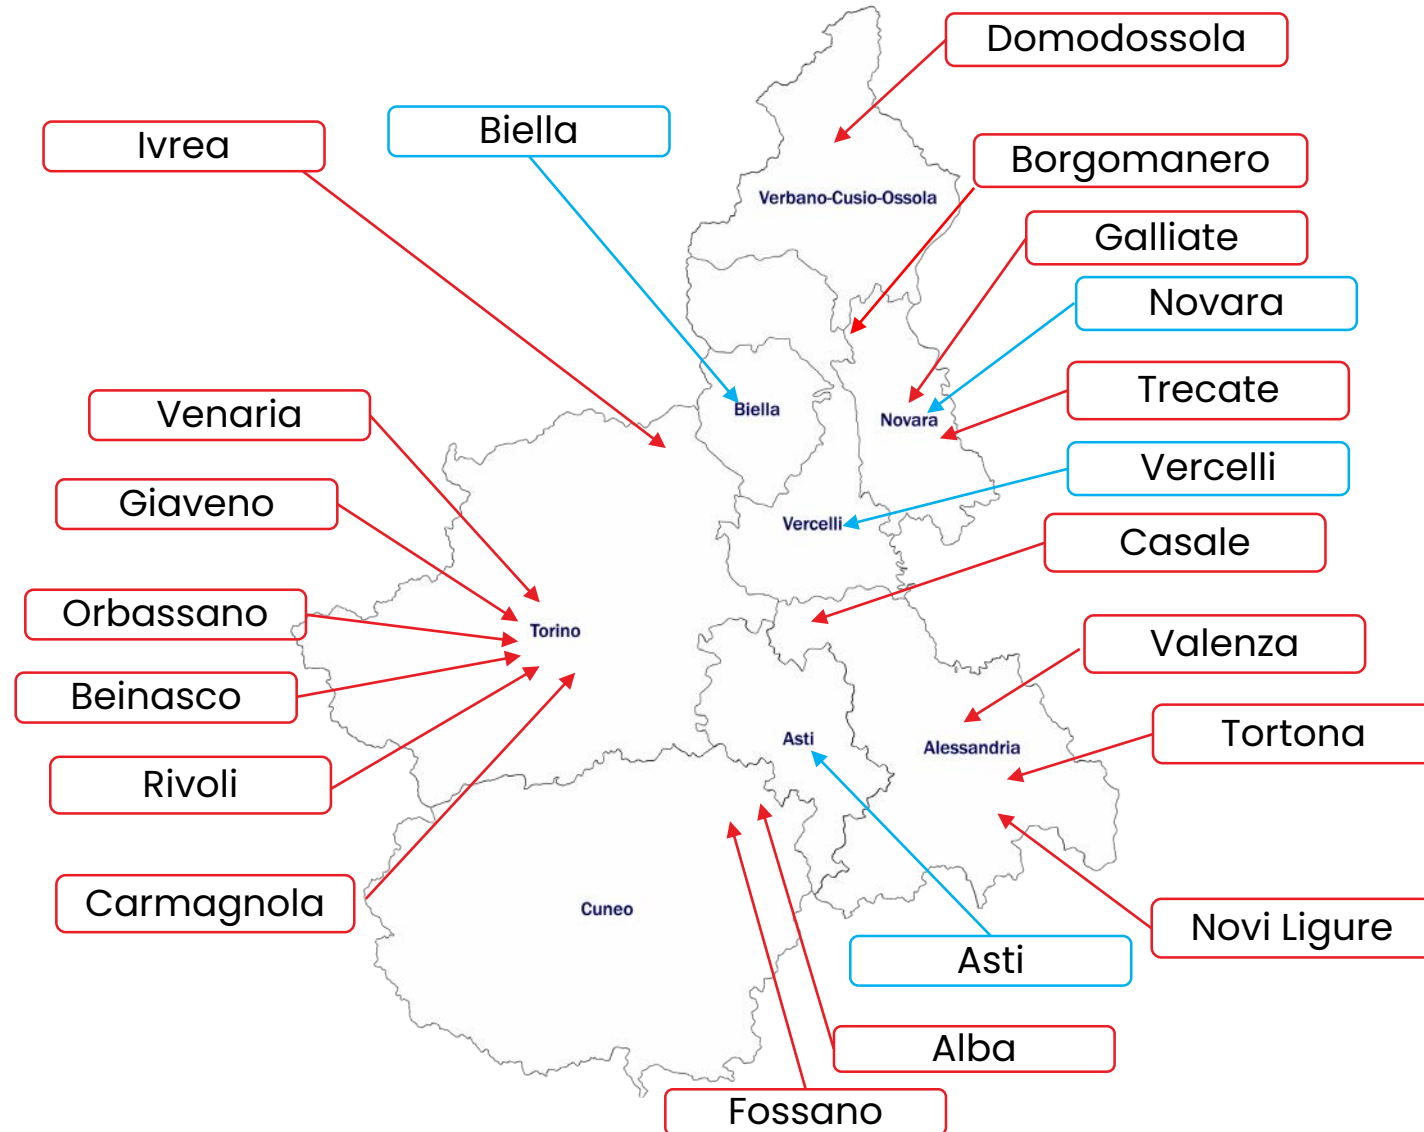 Domodossola
Ivrea
Biella
Borgomanero
Verbano-Cusio-Ossola
Galliate
Novara
Trecate
Venaria
Biella
Novara
Vercelli
Giaveno
Vercelli
Casale
Orbassano
Torino
Valenza
Beinasco
Asti
Alessandria
Tortona
Rivoli
Carmagnola
Cuneo
Novi Ligure
Asti
Alba
Fossano